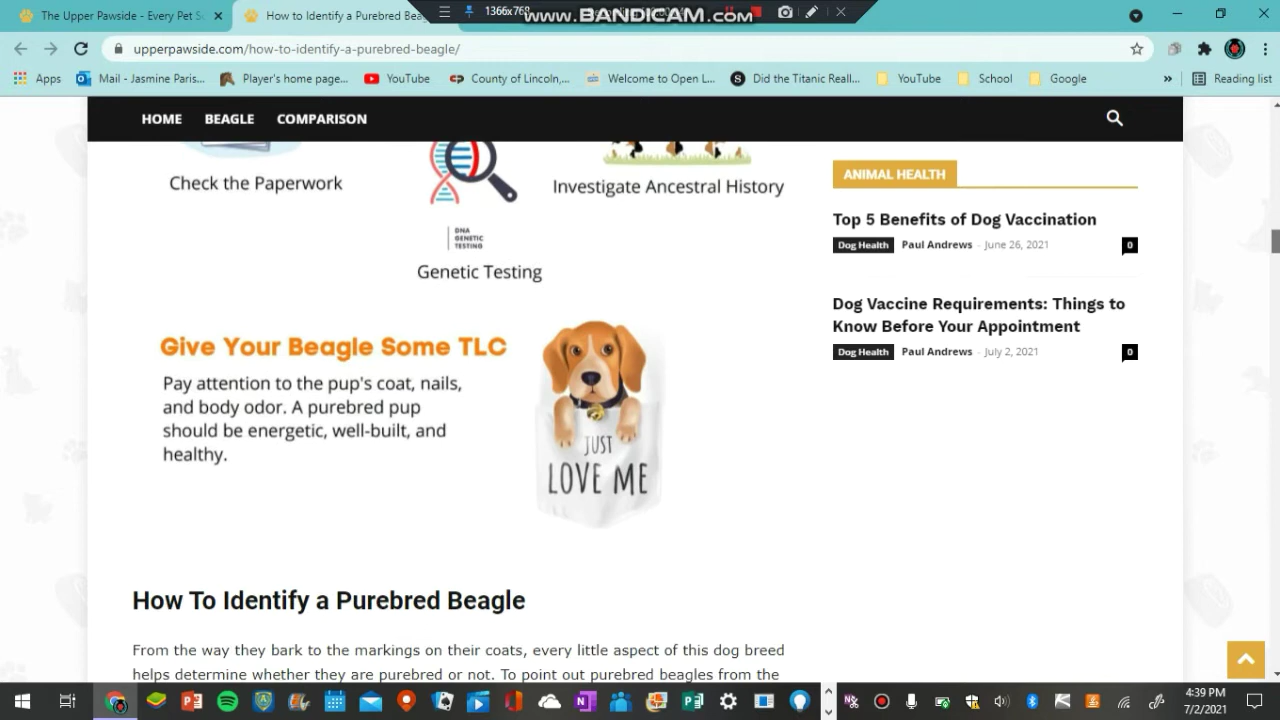 The Upper Pawside - Every Pet S
How to Identify a Purebred Bea
1366x768
www.BANDICAM.com
upperpawside.com/how-to-identify-a-purebred-beagle/
Apps
Mail - Jasmine Paris...
Player's home page...
YouTube
County of Lincoln,...
Welcome to Open L...
Did the Titanic Reall...
YouTube
School
Google
»
Reading list
HOME
BEAGLE
COMPARISON
Check the Paperwork
Investigate Ancestral History
DNA
GENETIC
TESTING
Genetic Testing
Give Your Beagle Some TLC
Pay attention to the pup's coat, nails,
and body odor. A purebred pup
should be energetic, well-built, and
healthy.
JUST
LOVE ME
How To Identify a Purebred Beagle
From the way they bark to the markings on their coats, every little aspect of this dog breed
helps determine whether they are purebred or not. To point out purebred beagles from the
ANIMAL HEALTH
Top 5 Benefits of Dog Vaccination
Dog Health Paul Andrews - June 26, 2021 0
Dog Vaccine Requirements: Things to
Know Before Your Appointment
Dog Health Paul Andrews - July 2, 2021 0
4:39 PM
7/2/2021